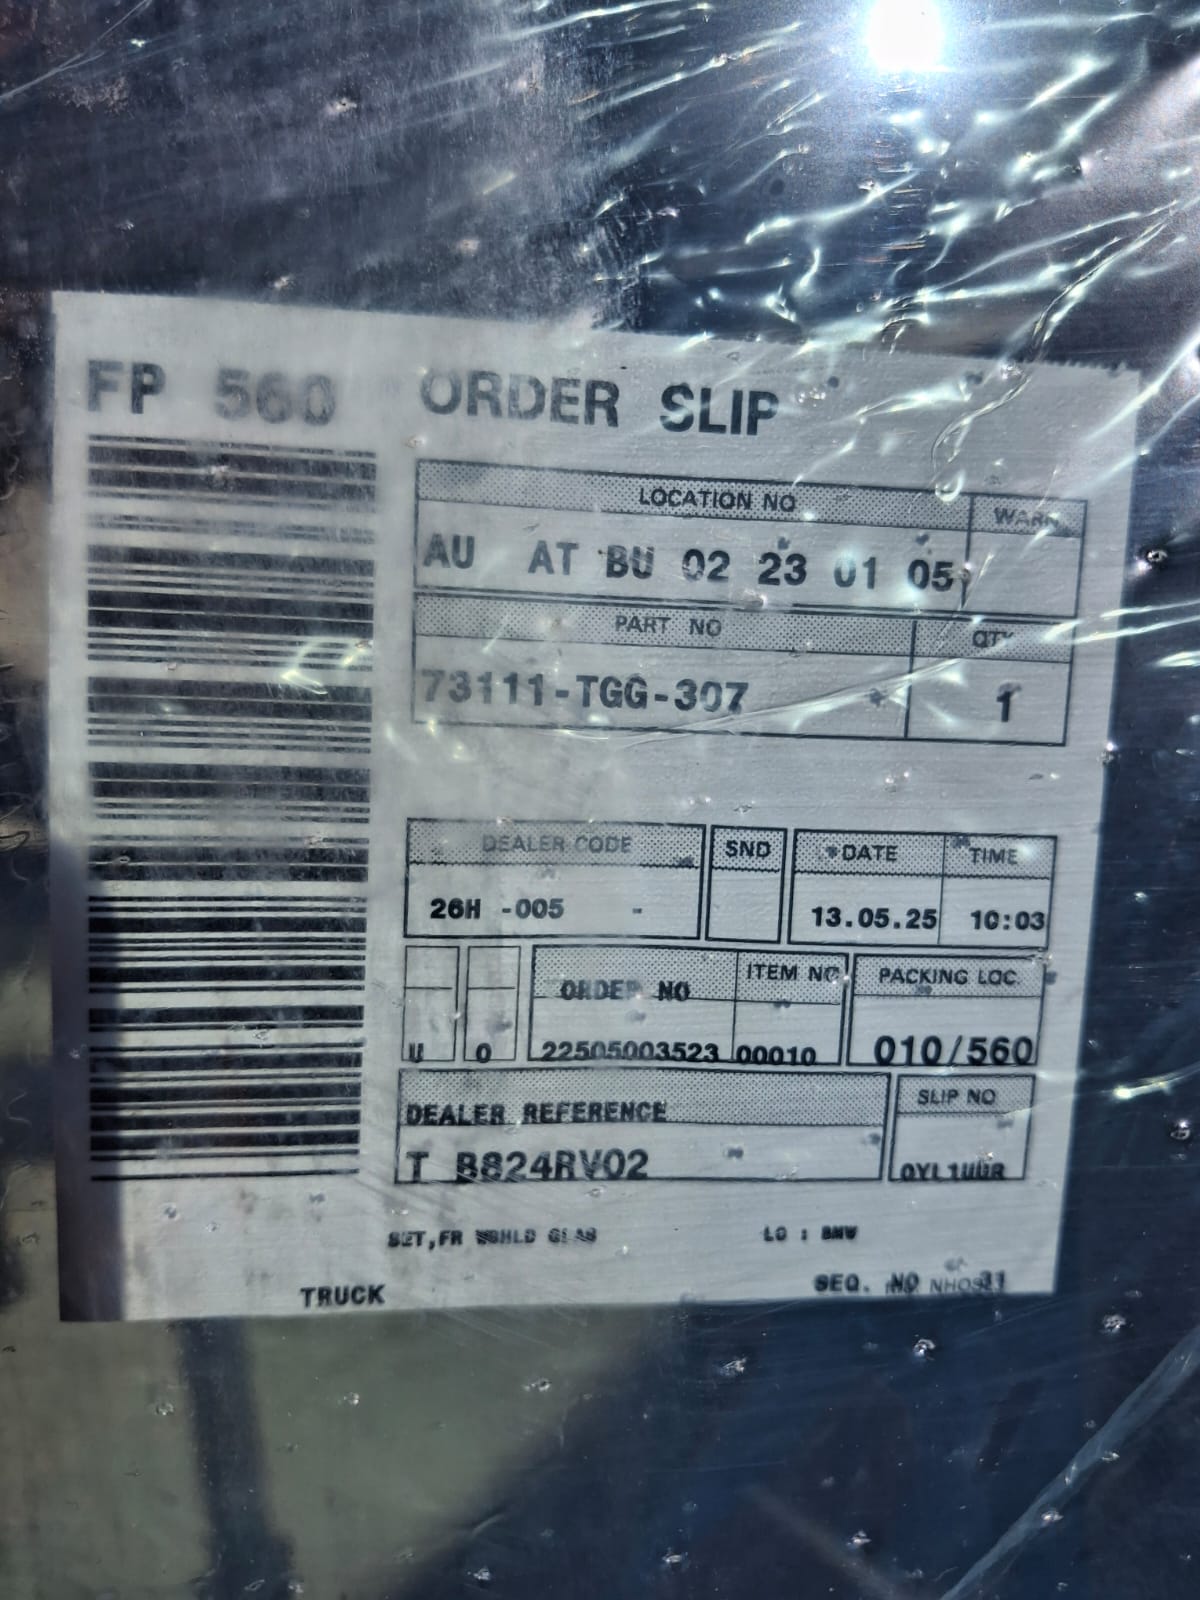 FP 560 ORDER SLIP
LOCATION NO WARN
AU AT BU 02 23 01 05
PART NO QTY
73111-TGG-307 1
DEALER CODE SND DATE TIME
26H -005 - 13.05.25 10:03
ORDER NO ITEM NO PACKING LOC
U 0 22505003523 00010 010/560
DEALER REFERENCE SLIP NO
T B824RV02
SET,FR LO : BMW
TRUCK SEQ. NO